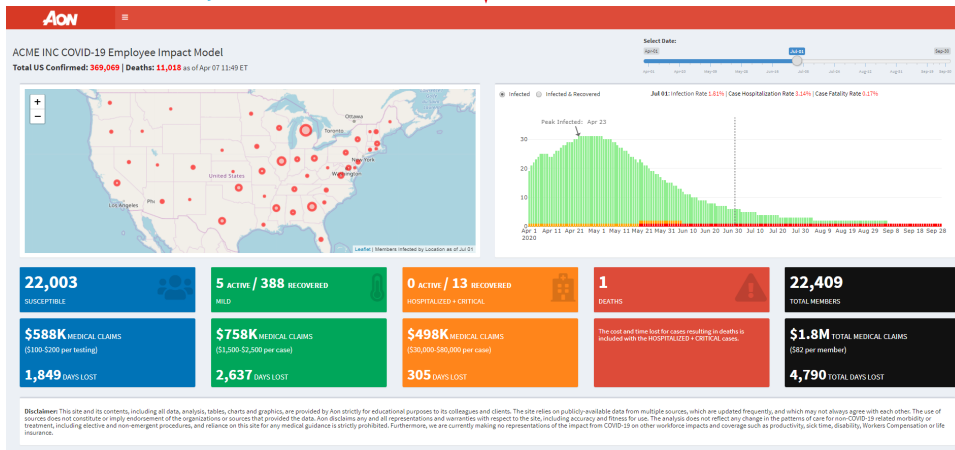 AON
ACME INC COVID-19 Employee Impact Model
Total US Confirmed: 369,069 | Deaths: 11,018 as of Apr 07 11:49 ET
Select Date:
Apr-01 Jul-01 Sep-30
+
−
Ottawa
Toronto
New York
Washington
United States
Los Angeles
Leaflet | Members Infected by Location as of Jul 01
Infected Infected & Recovered
Jul 01: Infection Rate 1.81% | Case Hospitalization Rate 3.14% | Case Fatality Rate 0.17%
Peak Infected: Apr 23
30
20
10
0
Apr 1 Apr 11 Apr 21 May 1 May 11 May 21 May 31 Jun 10 Jun 20 Jun 30 Jul 10 Jul 20 Jul 30 Aug 9 Aug 19 Aug 29 Sep 8 Sep 18 Sep 28
2020
22,003
SUSCEPTIBLE
5 ACTIVE / 388 RECOVERED
MILD
0 ACTIVE / 13 RECOVERED
HOSPITALIZED + CRITICAL
1
DEATHS
22,409
TOTAL MEMBERS
$588K MEDICAL CLAIMS
($100-$200 per testing)
1,849 DAYS LOST
$758K MEDICAL CLAIMS
($1,500-$2,500 per case)
2,637 DAYS LOST
$498K MEDICAL CLAIMS
($30,000-$80,000 per case)
305 DAYS LOST
The cost and time lost for cases resulting in deaths is
included with the HOSPITALIZED + CRITICAL cases.
$1.8M TOTAL MEDICAL CLAIMS
($82 per member)
4,790 TOTAL DAYS LOST
Disclaimer: This site and its contents, including all data, analysis, tables, charts and graphics, are provided by Aon strictly for educational purposes to its colleagues and clients. The site relies on publicly-available data from multiple sources, which are updated frequently, and which may not always agree with each other. The use of
sources does not constitute or imply endorsement of the organizations or sources that provided the data. Aon disclaims any and all representations and warranties with respect to the site, including accuracy and fitness for use. The analysis does not reflect any change in the patterns of care for non-COVID-19 related morbidity or
treatment, including elective and non-emergent procedures, and reliance on this site for any medical guidance is strictly prohibited. Furthermore, we are currently making no representations of the impact from COVID-19 on other workforce impacts and coverage such as productivity, sick time, disability, Workers Compensation or life
insurance.